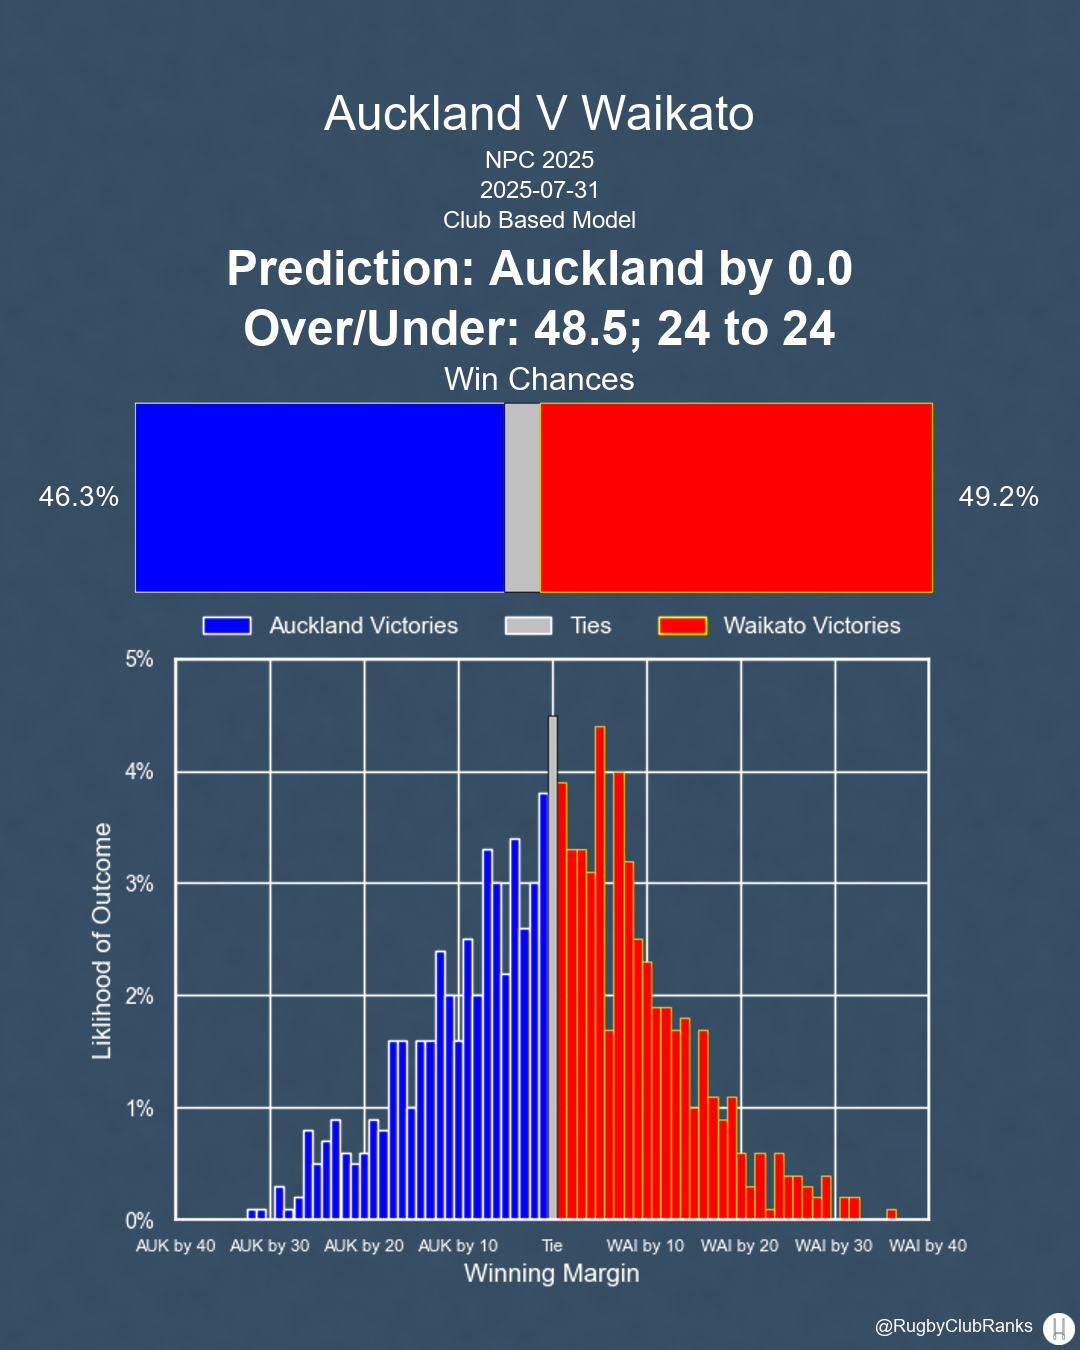 Auckland V Waikato
NPC 2025
2025-07-31
Club Based Model
Prediction: Auckland by 0.0
Over/Under: 48.5; 24 to 24
Win Chances
46.3%
49.2%
Auckland Victories
Ties
Waikato Victories
5%
4%
3%
2%
1%
0%
Liklihood of Outcome
AUK by 40
AUK by 30
AUK by 20
AUK by 10
Tie
WAI by 10
WAI by 20
WAI by 30
WAI by 40
Winning Margin
@RugbyClubRanks